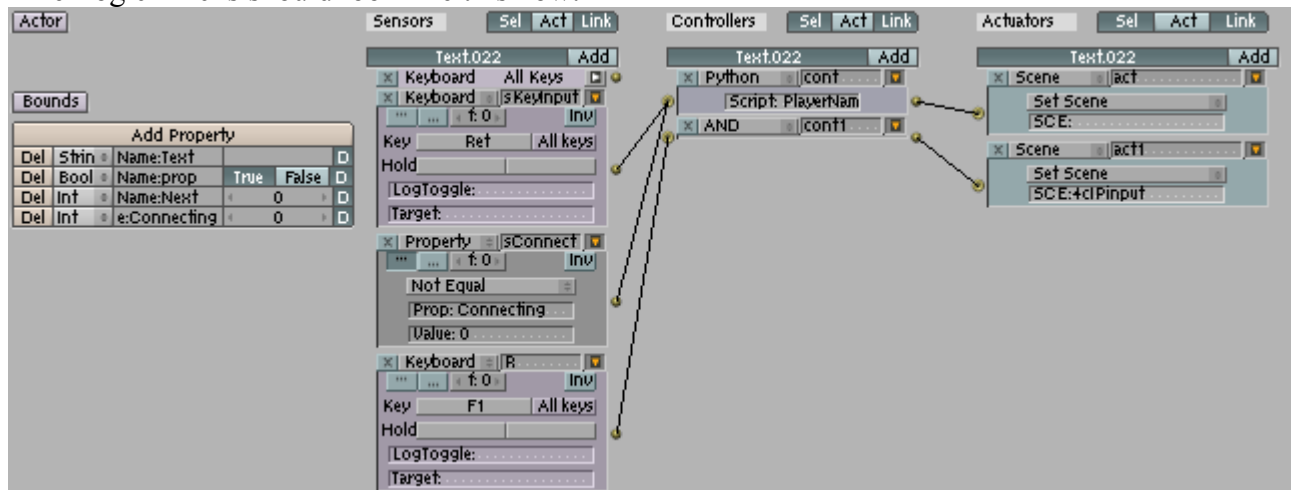 Actor
Sensors Sel Act Link
Controllers Sel Act Link
Actuators Sel Act Link
Text.022 Add
Text.022 Add
Text.022 Add
X Keyboard All Keys
X Python cont
X Scene act
Bounds
X Keyboard sKeyInput
Script: PlayerNam
Set Scene
f: 0 Inv
X AND cont1
SCE:
Add Property
Key Ret All keys
X Scene act1
Del Strin Name:Text D
Hold
Set Scene
Del Bool Name:prop True False D
LogToggle:
SCE:4clPinput
Del Int Name:Next 0 D
Target:
Del Int e:Connecting 0 D
X Property sConnect
f: 0 Inv
Not Equal
Prop: Connecting
Value: 0
X Keyboard R
f: 0 Inv
Key F1 All keys
Hold
LogToggle:
Target: